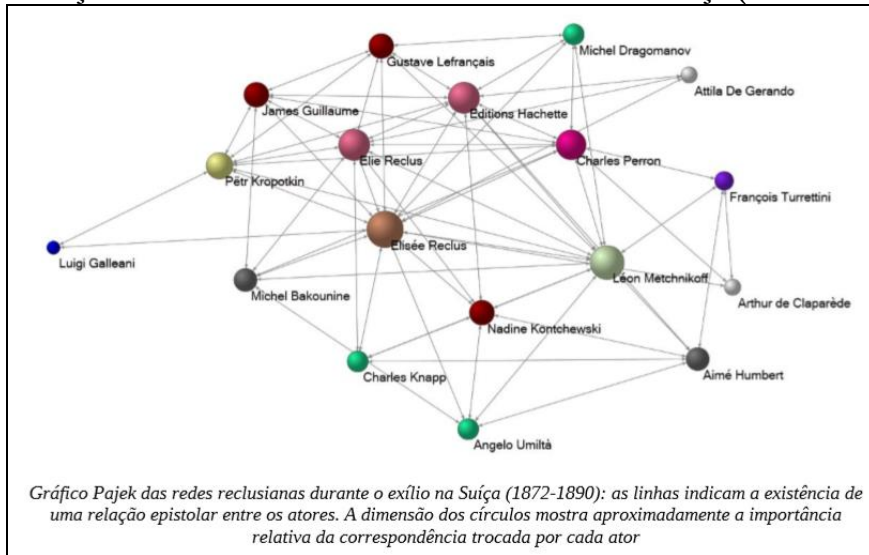 Gustave Lefrançais
Michel Dragomanov
Attila De Gerando
James Guillaume
Editions Hachette
Elie Reclus
Charles Perron
Pëtr Kropotkin
François Turrettini
Elisée Reclus
Luigi Galleani
Léon Metchnikoff
Michel Bakounine
Arthur de Claparède
Nadine Kontchewski
Charles Knapp
Aimé Humbert
Angelo Umiltà
Gráfico Pajek das redes reclusianas durante o exílio na Suíça (1872-1890): as linhas indicam a existência de
uma relação epistolar entre os atores. A dimensão dos círculos mostra aproximadamente a importância
relativa da correspondência trocada por cada ator